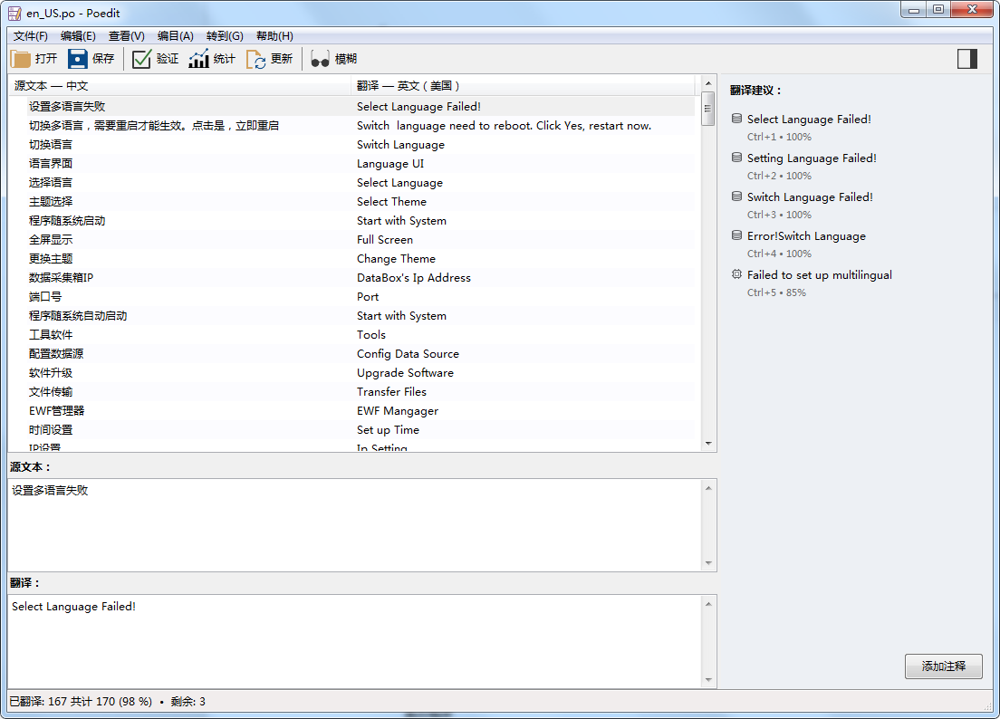 en_US.po - Poedit
文件(F) 编辑(E) 查看(V) 编目(A) 转到(G) 帮助(H)
打开 保存 验证 统计 更新 模糊
源文本 — 中文 翻译 — 英文 ( 美国 )
设置多语言失败 Select Language Failed!
切换多语言，需要重启才能生效。点击是，立即重启 Switch  language need to reboot. Click Yes, restart now.
切换语言 Switch Language
语言界面 Language UI
选择语言 Select Language
主题选择 Select Theme
程序随系统启动 Start with System
全屏显示 Full Screen
更换主题 Change Theme
数据采集箱IP DataBox's Ip Address
端口号 Port
程序随系统自动启动 Start with System
工具软件 Tools
配置数据源 Config Data Source
软件升级 Upgrade Software
文件传输 Transfer Files
EWF管理器 EWF Mangager
时间设置 Set up Time
IP设置 Ip Setting
源文本：
设置多语言失败
翻译：
Select Language Failed!
已翻译: 167 共计 170 (98 %) • 剩余: 3
翻译建议：
Select Language Failed!
Ctrl+1 • 100%
Setting Language Failed!
Ctrl+2 • 100%
Switch Language Failed!
Ctrl+3 • 100%
Error!Switch Language
Ctrl+4 • 100%
Failed to set up multilingual
Ctrl+5 • 85%
添加注释